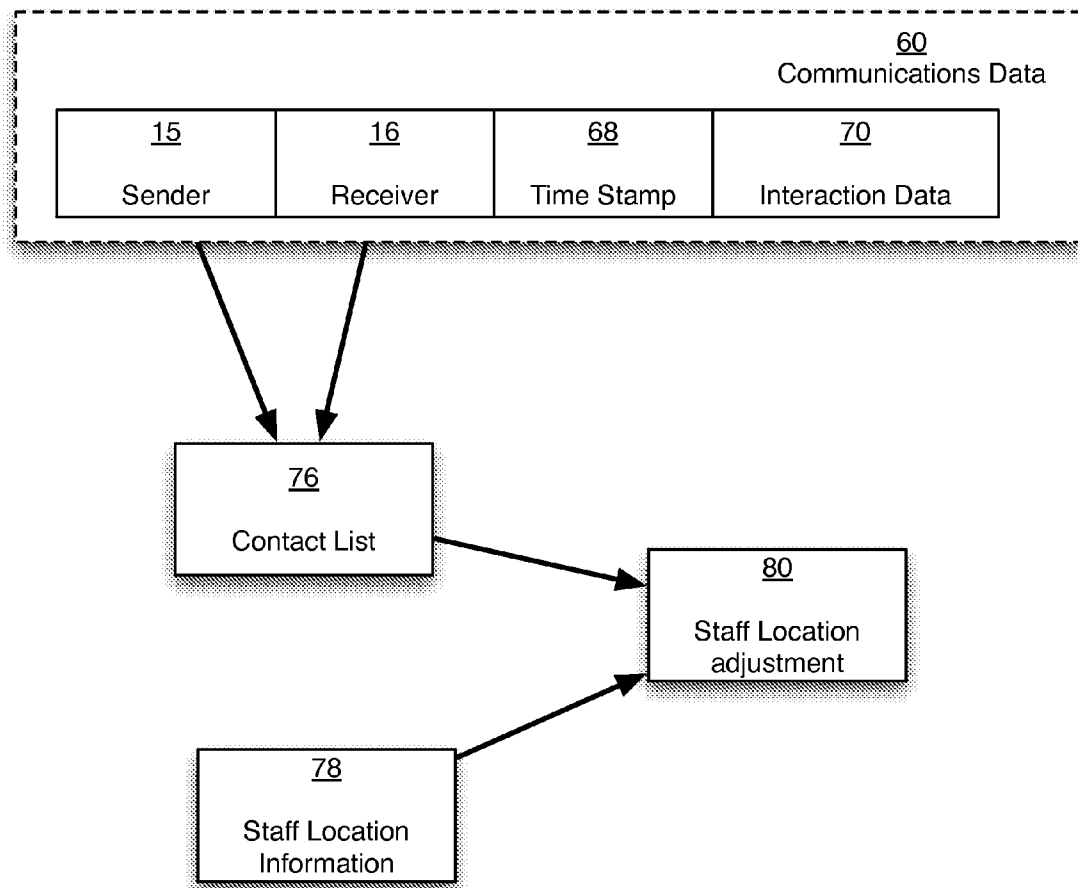 60
Communications Data
15
Sender
16
Receiver
68
Time Stamp
70
Interaction Data
76
Contact List
80
Staff Location
adjustment
78
Staff Location
Information